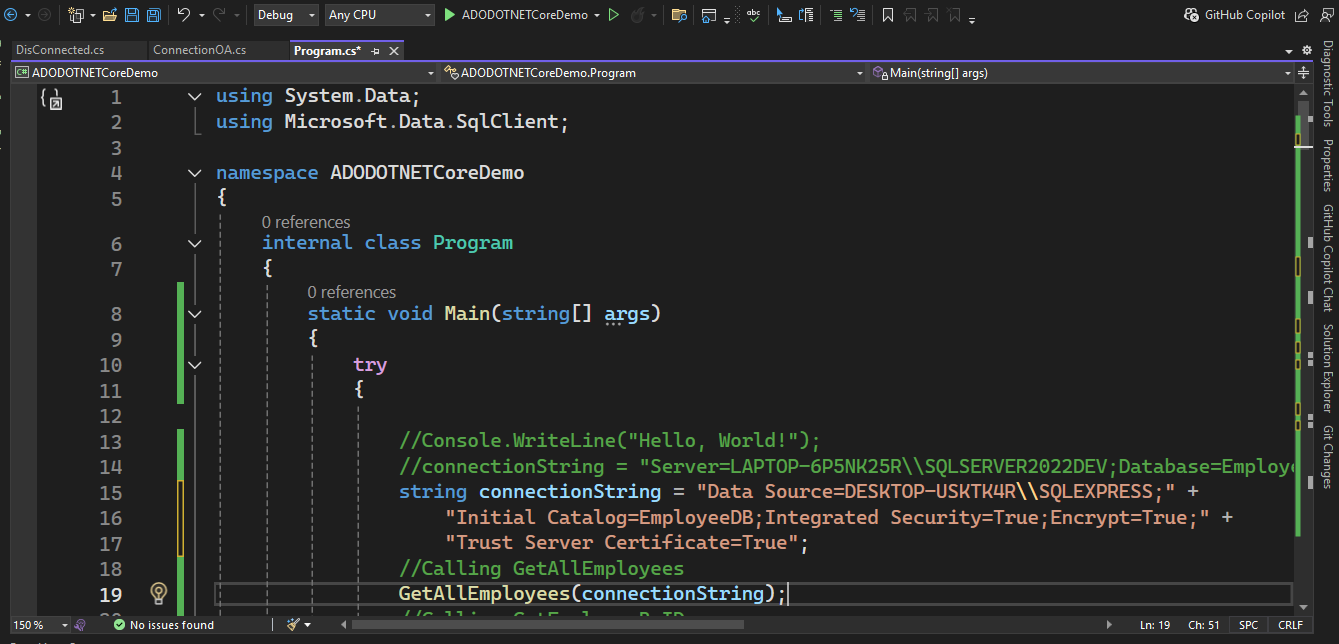 Debug Any CPU ADODOTNETCoreDemo GitHub Copilot
DisConnected.cs ConnectionOA.cs Program.cs*
C# ADODOTNETCoreDemo ADODOTNETCoreDemo.Program Main(string[] args)
1 using System.Data;
2 using Microsoft.Data.SqlClient;
3
4 namespace ADODOTNETCoreDemo
5 {
0 references
6 internal class Program
7 {
0 references
8 static void Main(string[] args)
9 {
10 try
11 {
12
13 //Console.WriteLine("Hello, World!");
14 //connectionString = "Server=LAPTOP-6P5NK25R\\SQLSERVER2022DEV;Database=Employe
15 string connectionString = "Data Source=DESKTOP-USKTK4R\\SQLEXPRESS;" +
16 "Initial Catalog=EmployeeDB;Integrated Security=True;Encrypt=True;" +
17 "Trust Server Certificate=True";
18 //Calling GetAllEmployees
19 GetAllEmployees(connectionString);
150 % No issues found Ln: 19 Ch: 51 SPC CRLF
Diagnostic Tools
Properties
GitHub Copilot Chat
Solution Explorer
Git Changes